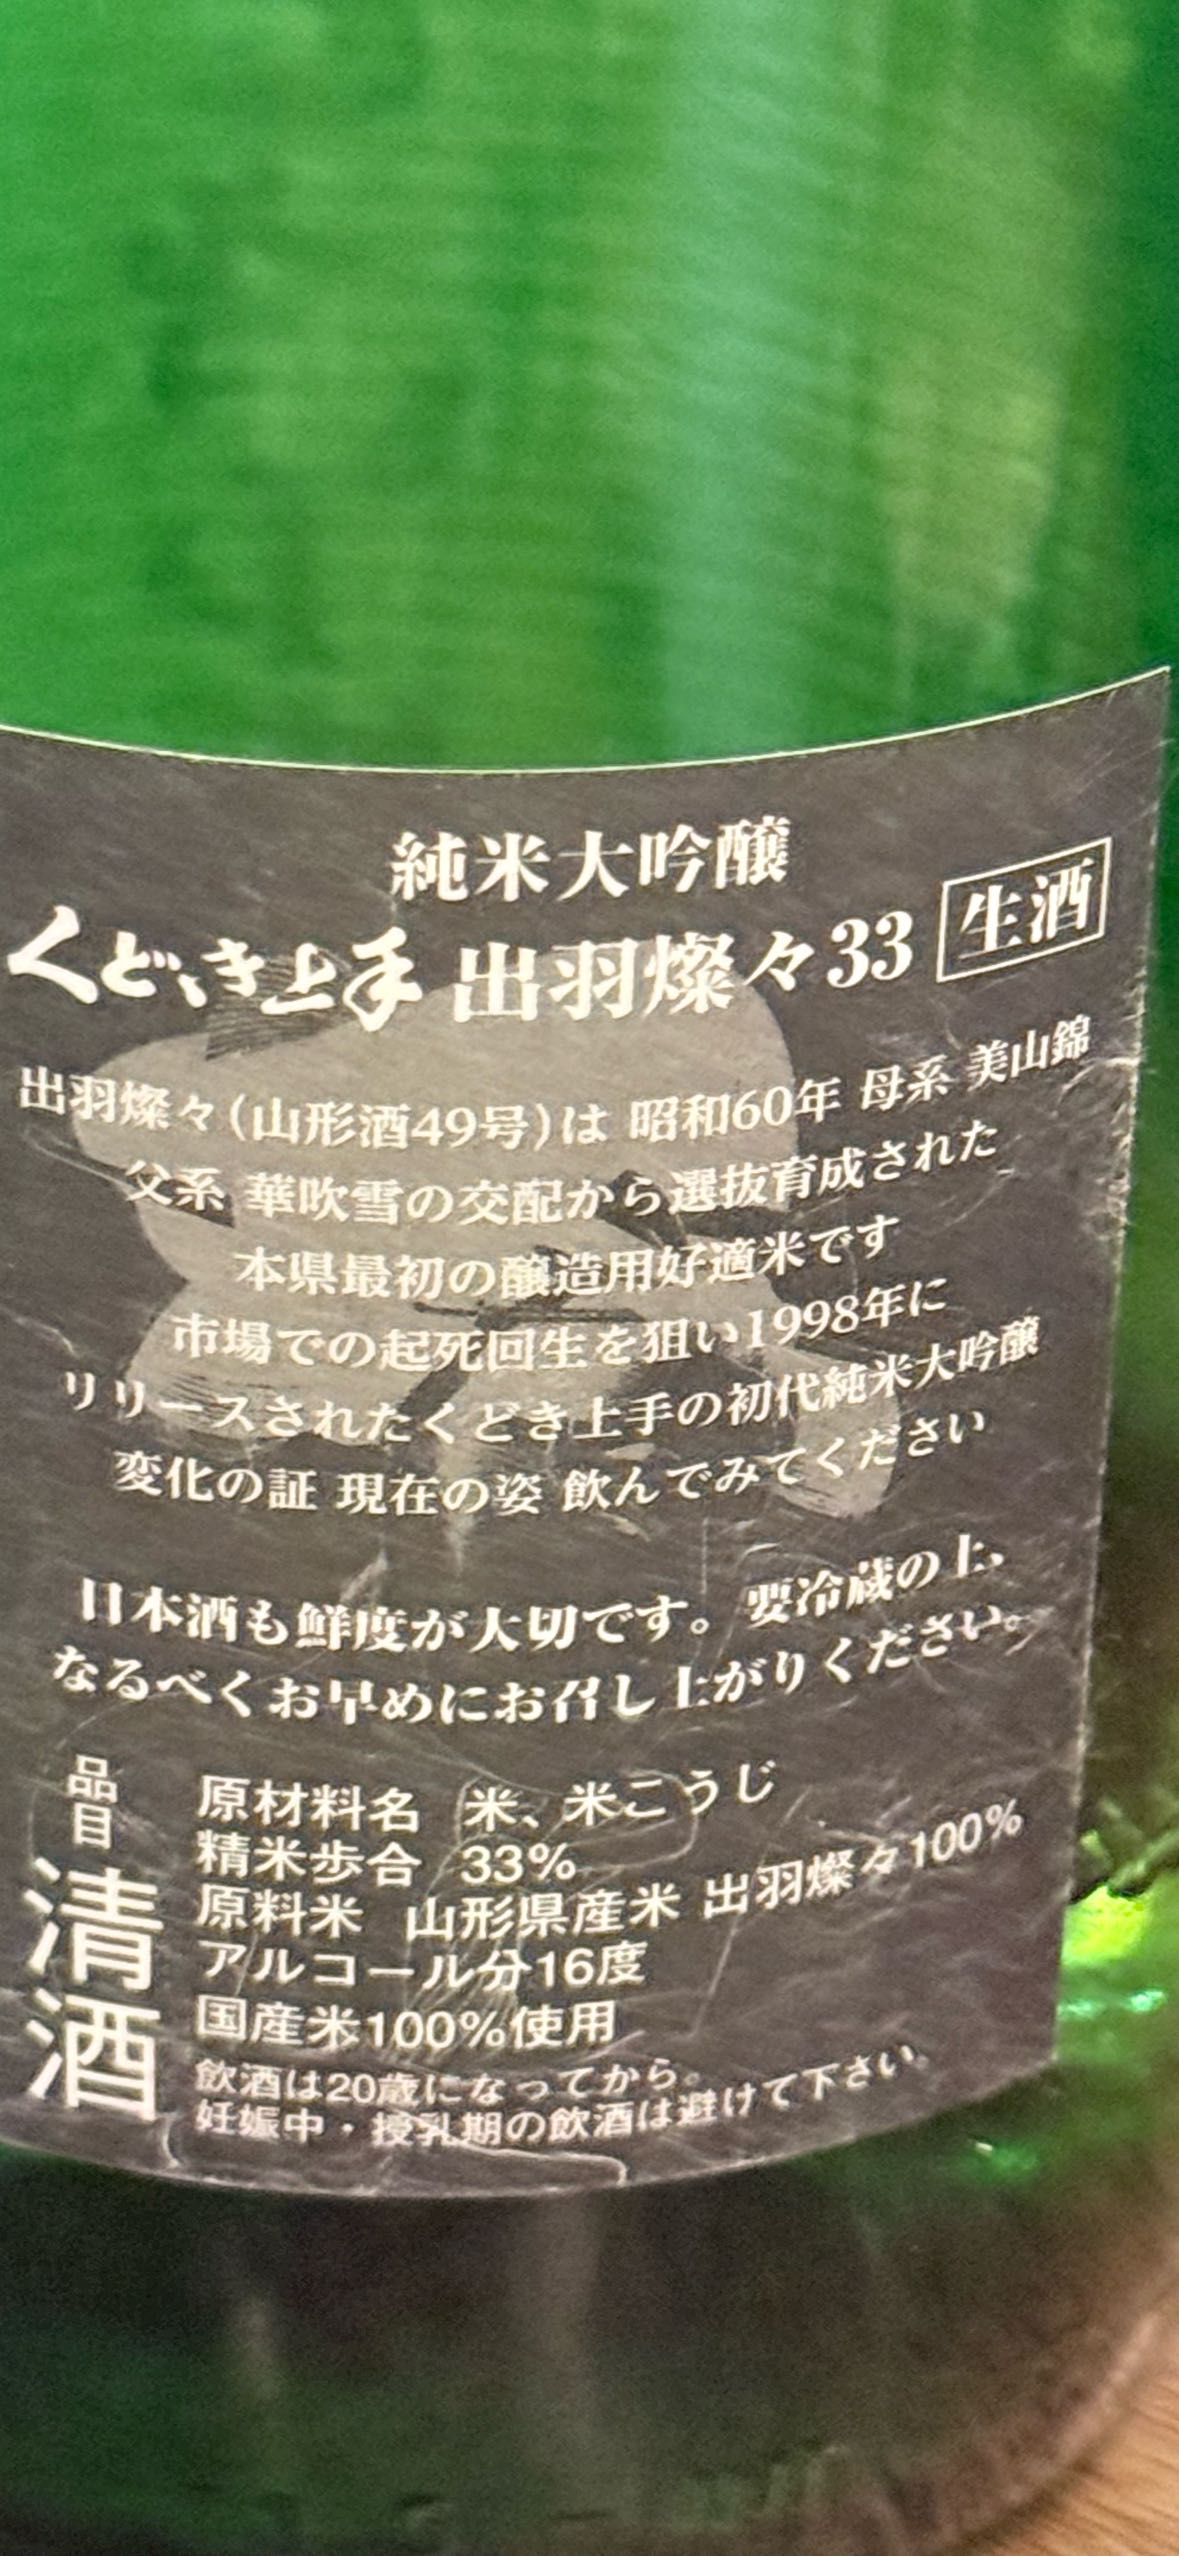 純米大吟醸
くどき上手 出羽燦々33 生酒
出羽燦々(山形酒49号)は 昭和60年 母系 美山錦
父系 華吹雪の交配から選抜育成された
本県最初の醸造用好適米です
市場での起死回生を狙い1998年に
リリースされたくどき上手の初代純米大吟醸
変化の証 現在の姿 飲んでみてください
日本酒も鮮度が大切です。要冷蔵の上、
なるべくお早めにお召し上がりください。
品目 清酒
原材料名 米、米こうじ
精米歩合 33%
原料米 山形県産米 出羽燦々100%
アルコール分16度
国産米100%使用
飲酒は20歳になってから。
妊娠中・授乳期の飲酒は避けて下さい。